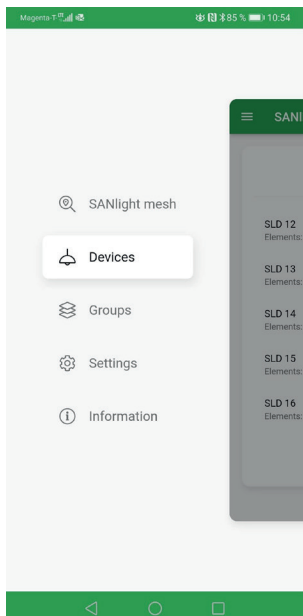 Magenta-T 85 % 10:54
SANl
SANlight mesh
SLD 12
Elements:
Devices
SLD 13
Elements:
Groups
SLD 14
Elements:
Settings
SLD 15
Elements:
SLD 16
Elements:
Information